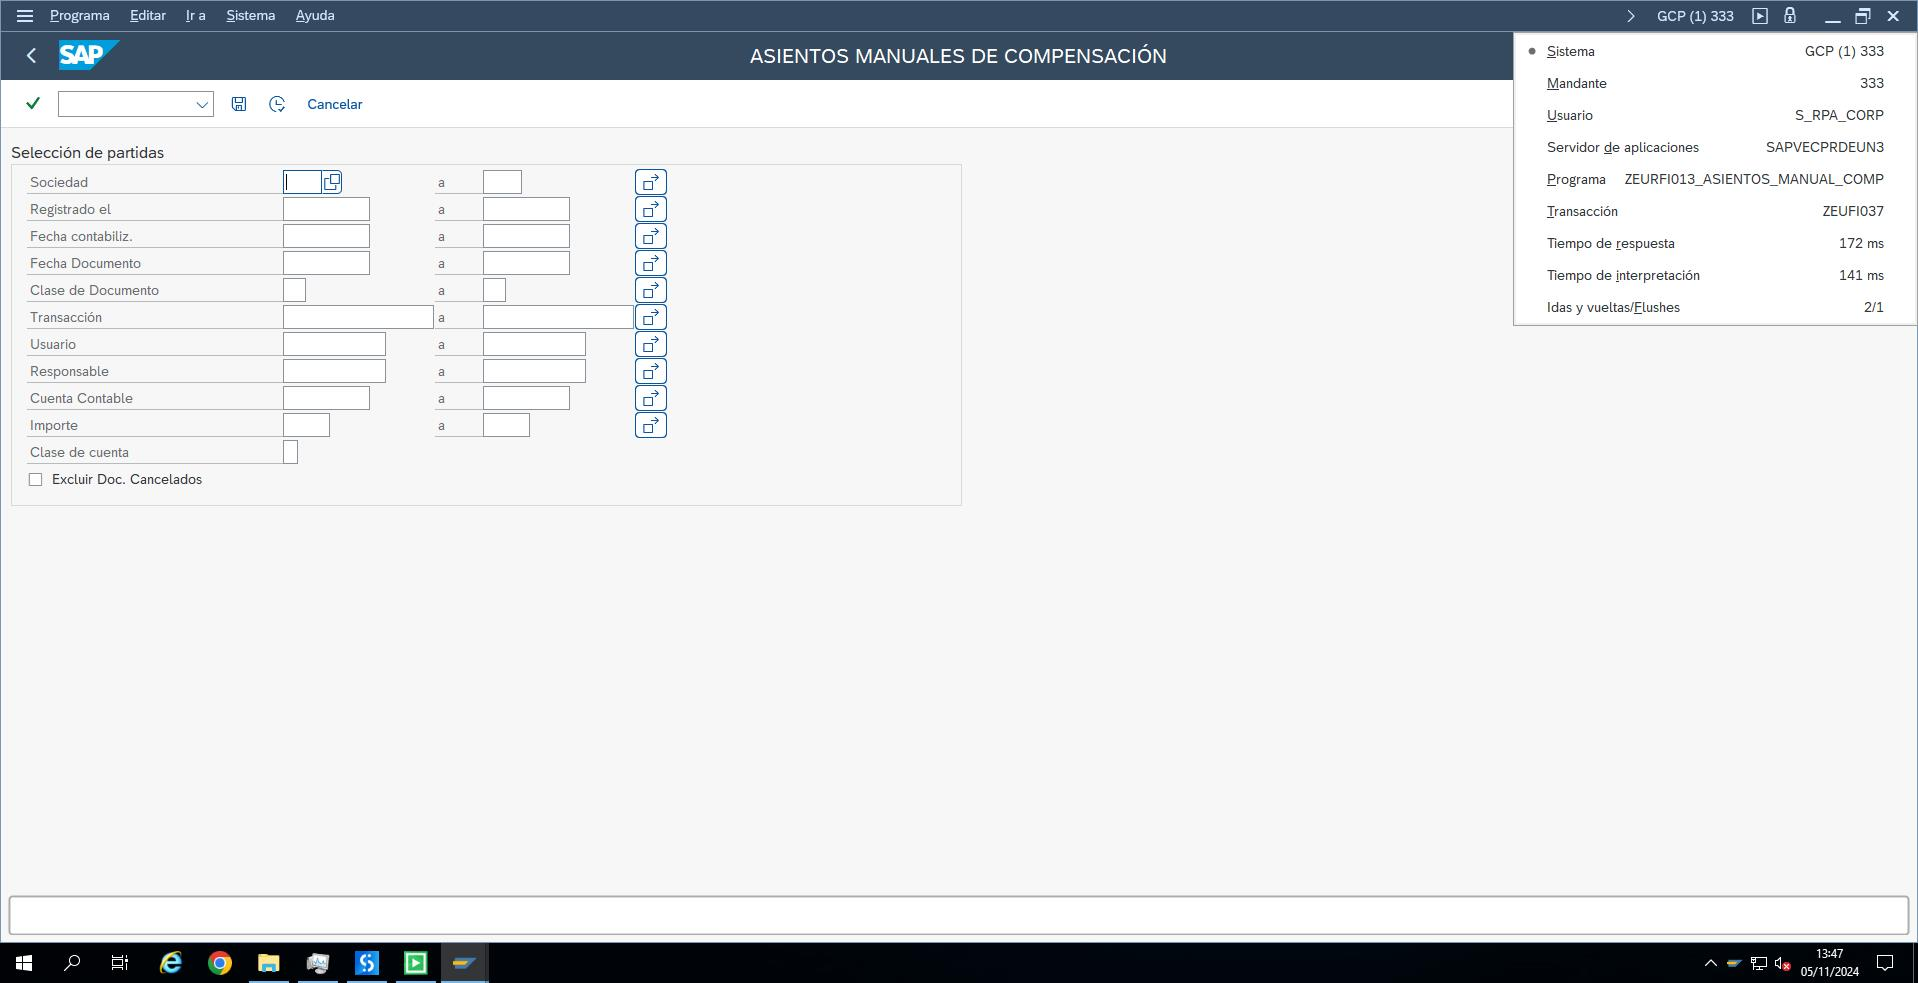 Programa Editar Ir a Sistema Ayuda GCP (1) 333
SAP ASIENTOS MANUALES DE COMPENSACIÓN
Cancelar
Sistema GCP (1) 333
Mandante 333
Usuario S_RPA_CORP
Servidor de aplicaciones SAPVECPRDEUN3
Programa ZEURFI013_ASIENTOS_MANUAL_COMP
Transacción ZEUFI037
Tiempo de respuesta 172 ms
Tiempo de interpretación 141 ms
Idas y vueltas/Flushes 2/1
Selección de partidas
Sociedad a
Registrado el a
Fecha contabiliz. a
Fecha Documento a
Clase de Documento a
Transacción a
Usuario a
Responsable a
Cuenta Contable a
Importe a
Clase de cuenta
Excluir Doc. Cancelados
13:47
05/11/2024